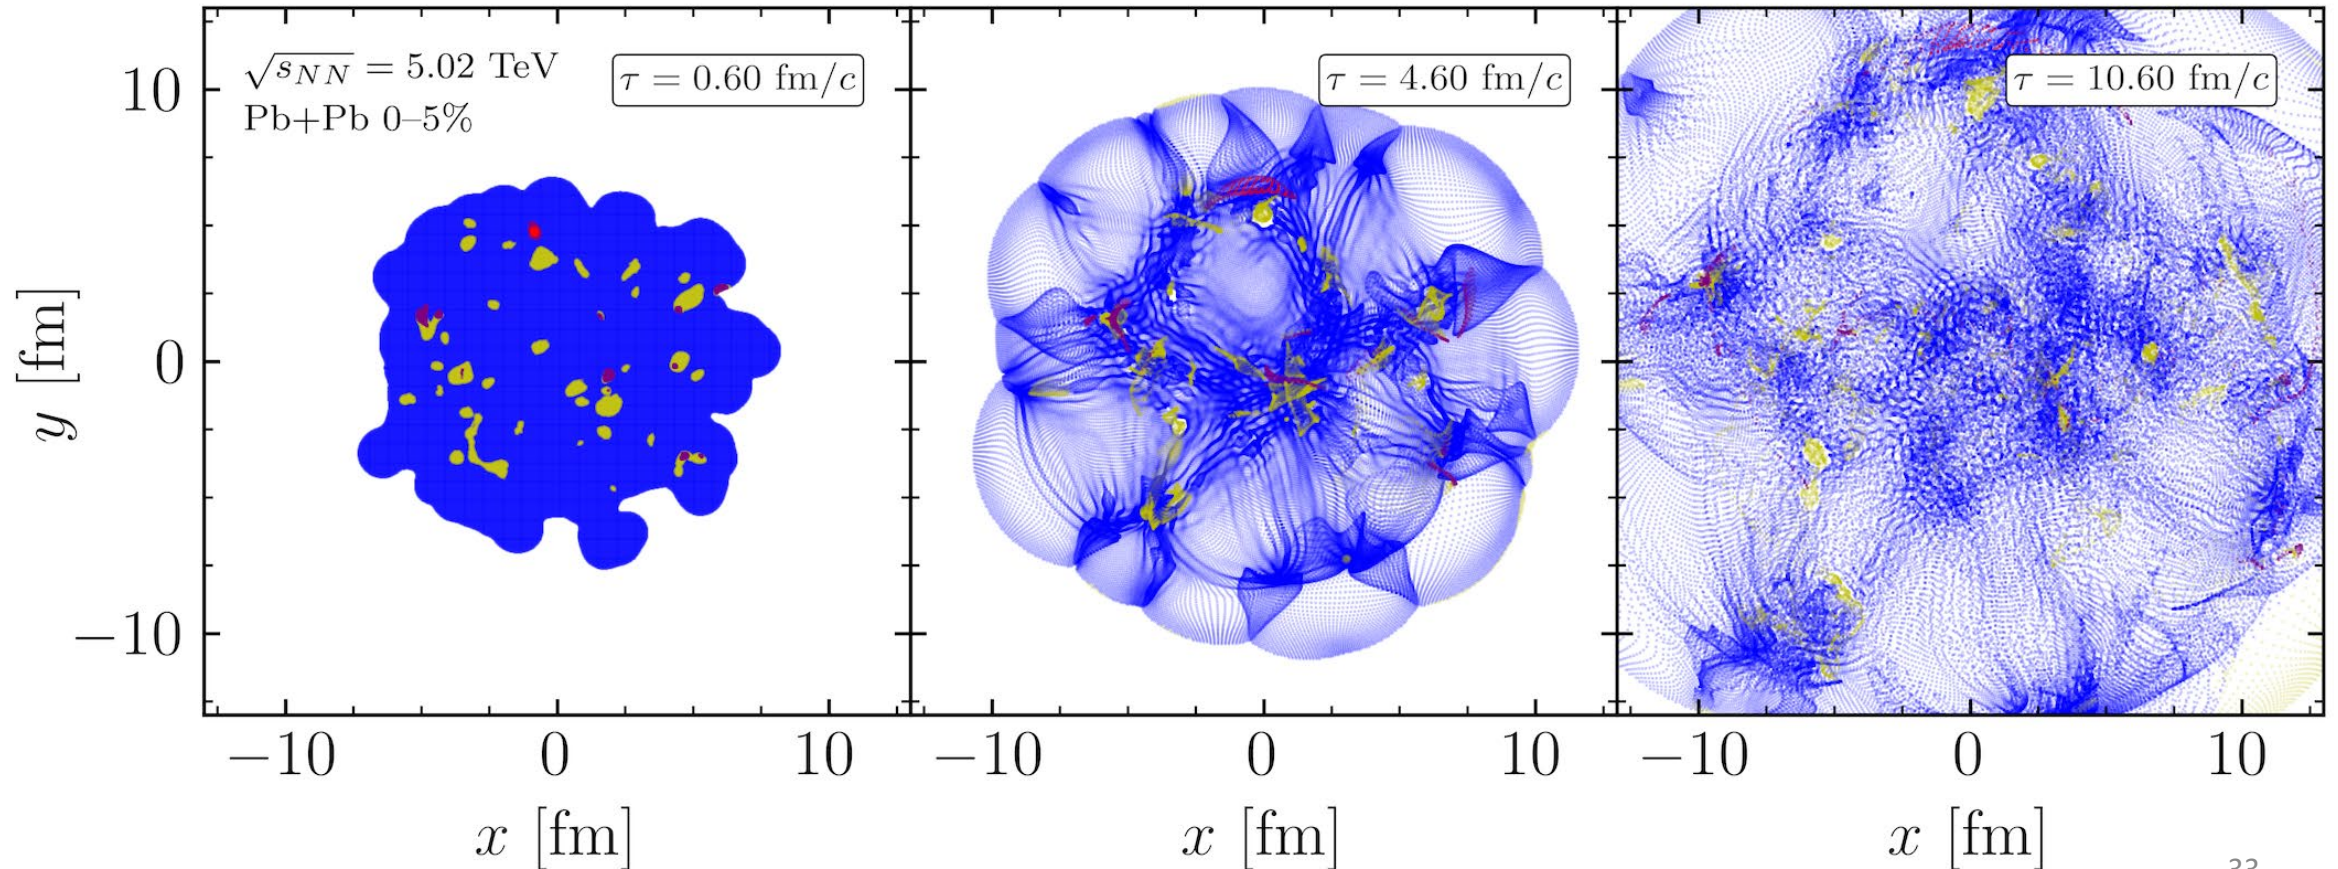 √sNN = 5.02 TeV
Pb+Pb 0–5%
τ = 0.60 fm/c
τ = 4.60 fm/c
τ = 10.60 fm/c
10
0
−10
y [fm]
−10 0 10 −10 0 10 −10 0 10
x [fm] x [fm] x [fm]
33